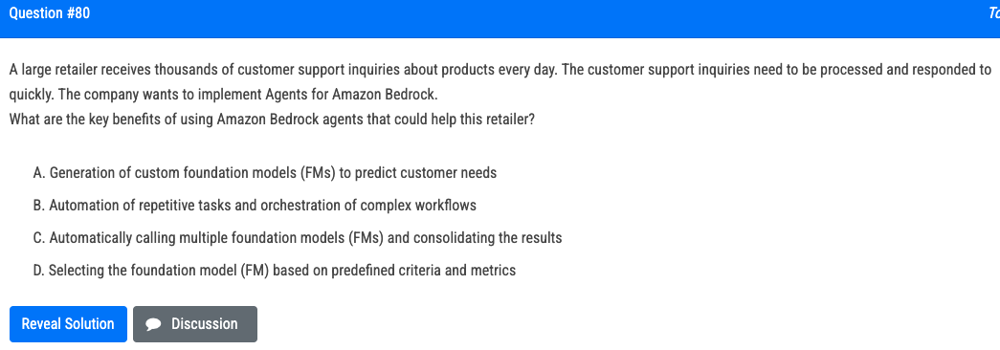 Question #80
A large retailer receives thousands of customer support inquiries about products every day. The customer support inquiries need to be processed and responded to
quickly. The company wants to implement Agents for Amazon Bedrock.
What are the key benefits of using Amazon Bedrock agents that could help this retailer?
A. Generation of custom foundation models (FMs) to predict customer needs
B. Automation of repetitive tasks and orchestration of complex workflows
C. Automatically calling multiple foundation models (FMs) and consolidating the results
D. Selecting the foundation model (FM) based on predefined criteria and metrics
Reveal Solution
Discussion